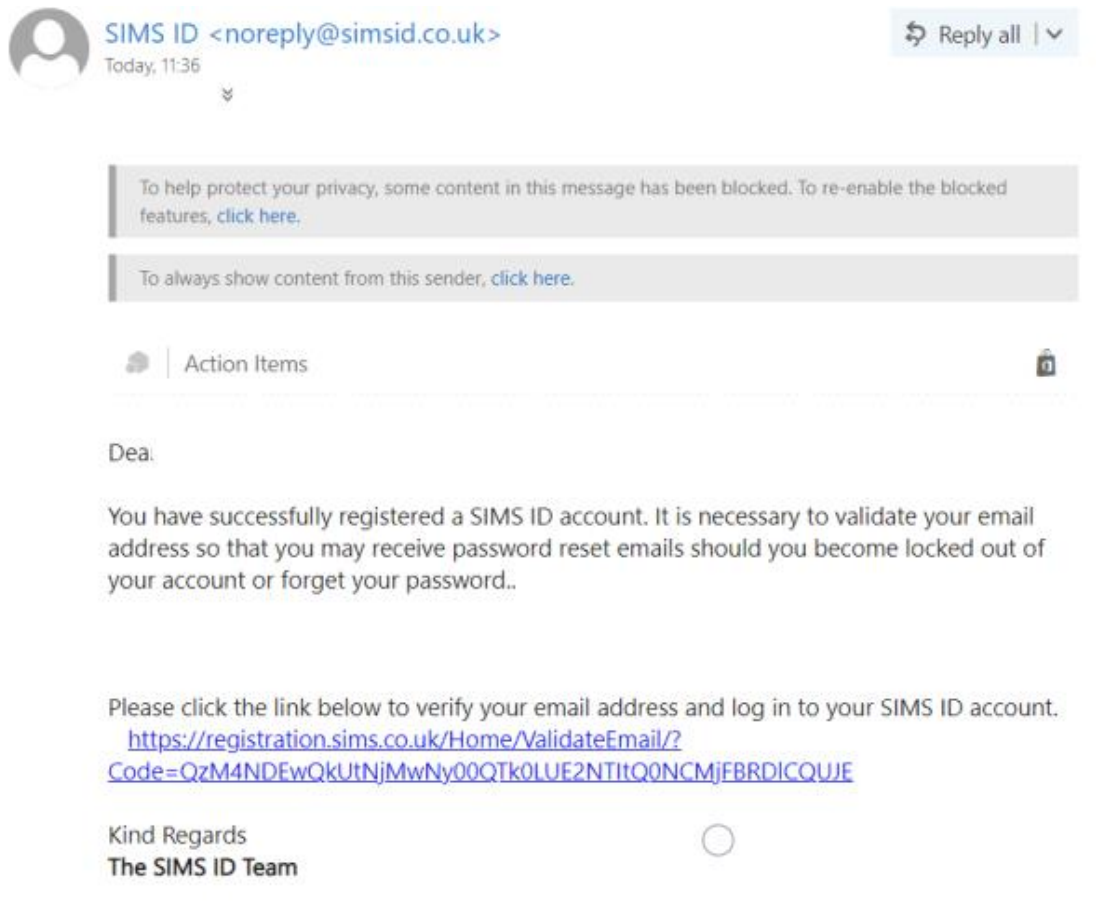 SIMS ID <noreply@simsid.co.uk>
Reply all
Today, 11:36
To help protect your privacy, some content in this message has been blocked. To re-enable the blocked
features, click here.
To always show content from this sender, click here.
Action Items
Dea
You have successfully registered a SIMS ID account. It is necessary to validate your email
address so that you may receive password reset emails should you become locked out of
your account or forget your password..
Please click the link below to verify your email address and log in to your SIMS ID account.
https://registration.sims.co.uk/Home/ValidateEmail/?
Code=QzM4NDEwQkUtNjMwNy00QTk0LUE2NTItQ0NCMjFBRDlCQUJE
Kind Regards
The SIMS ID Team